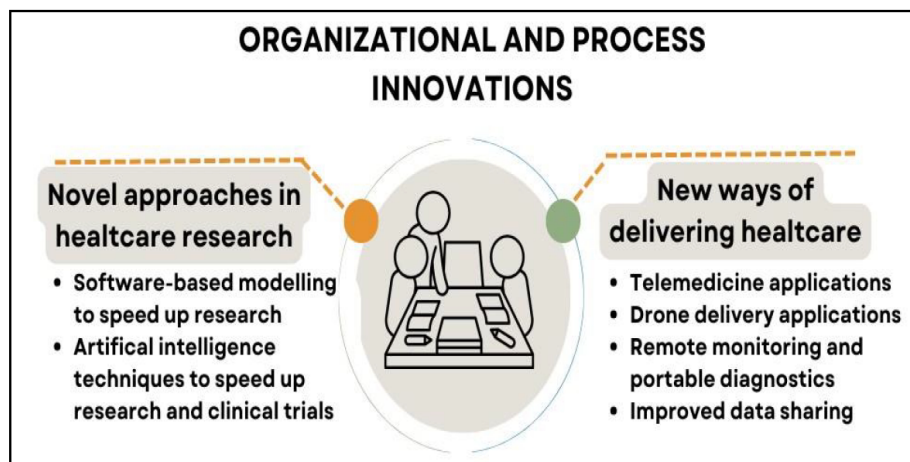 ORGANIZATIONAL AND PROCESS
INNOVATIONS
Novel approaches in
healtcare research
• Software-based modelling
to speed up research
• Artifical intelligence
techniques to speed up
research and clinical trials
New ways of
delivering healtcare
• Telemedicine applications
• Drone delivery applications
• Remote monitoring and
portable diagnostics
• Improved data sharing